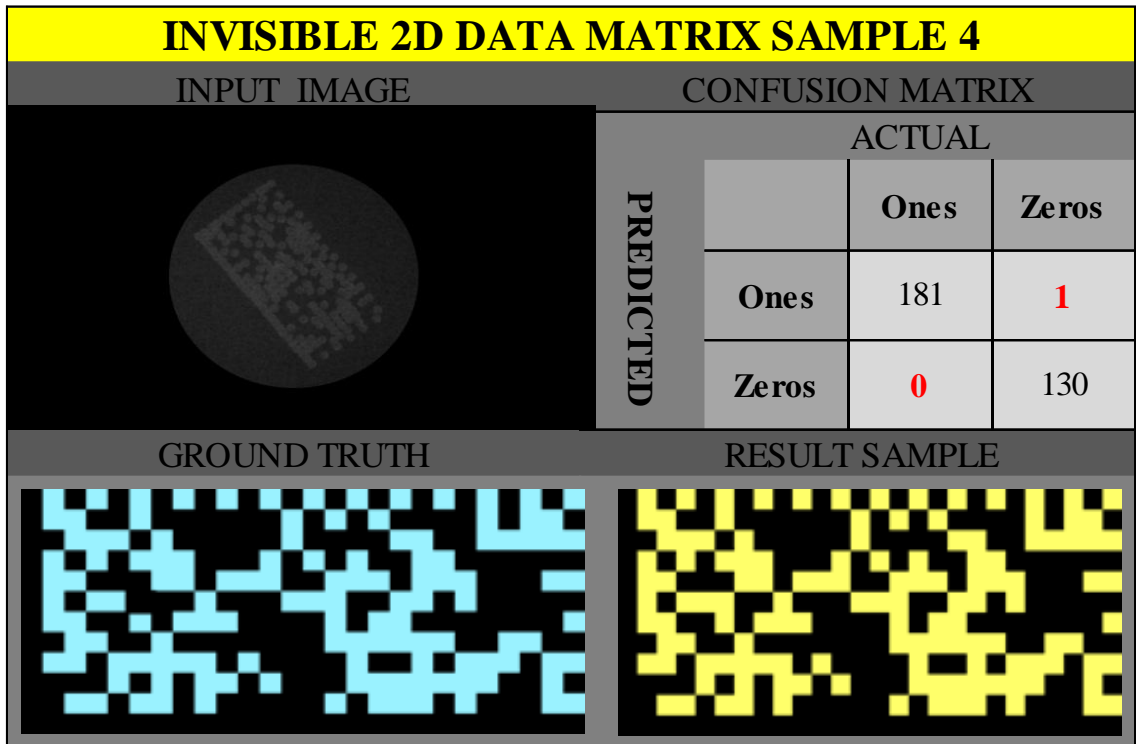 INVISIBLE 2D DATA MATRIX SAMPLE 4
INPUT IMAGE
CONFUSION MATRIX
ACTUAL
PREDICTED
Ones Zeros
Ones 181 1
Zeros 0 130
GROUND TRUTH
RESULT SAMPLE